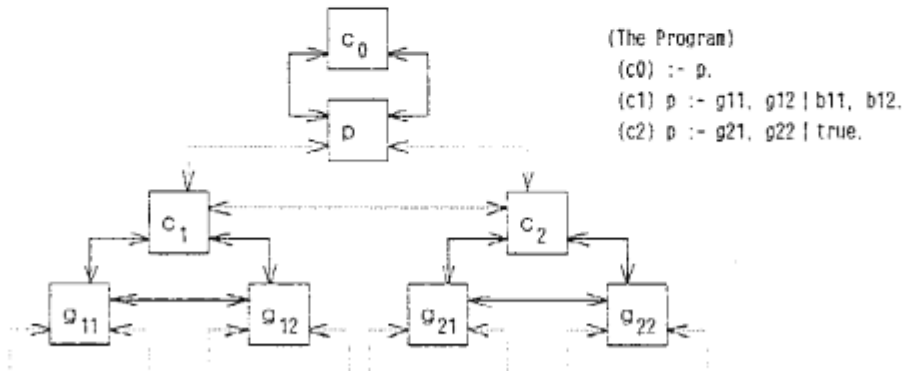 c0
(The Program)
(c0) :- p.
(c1) p :- g11, g12 | b11, b12.
(c2) p :- g21, g22 | true.
p
c1
c2
g11
g12
g21
g22